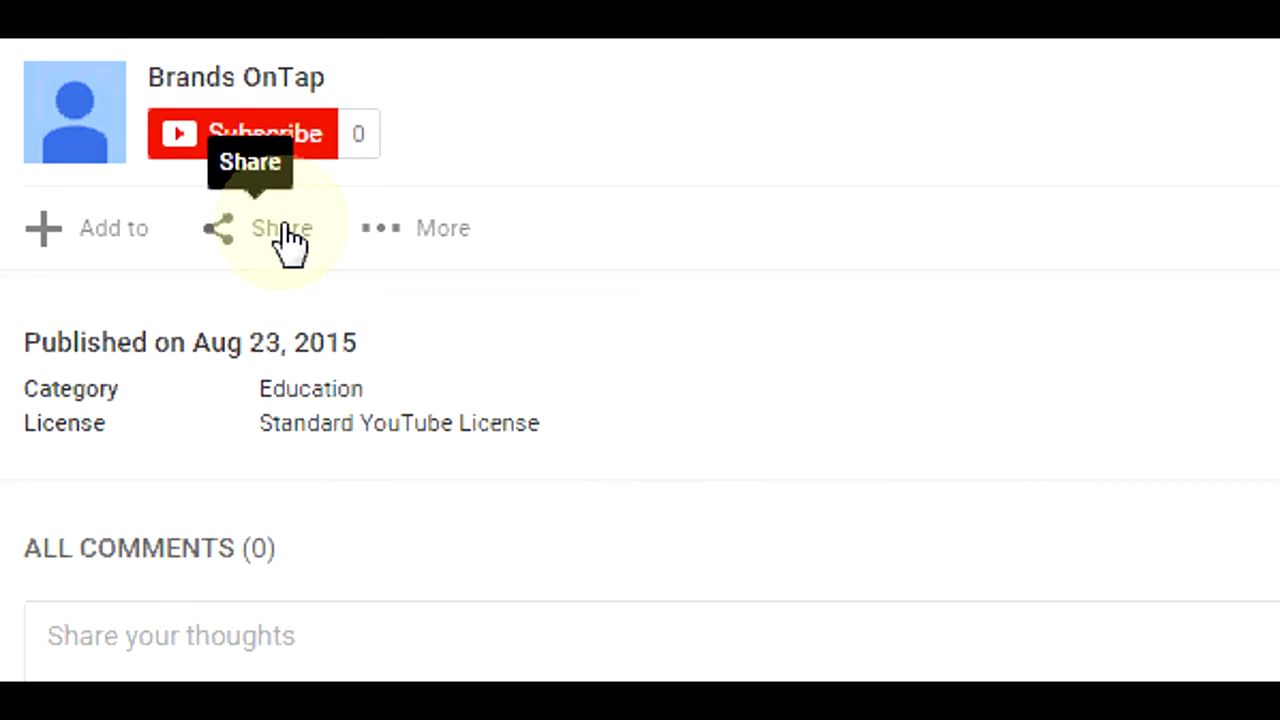 Brands OnTap
Subscribe 0
Share
Add to Share More
Published on Aug 23, 2015
Category Education
License Standard YouTube License
ALL COMMENTS (0)
Share your thoughts